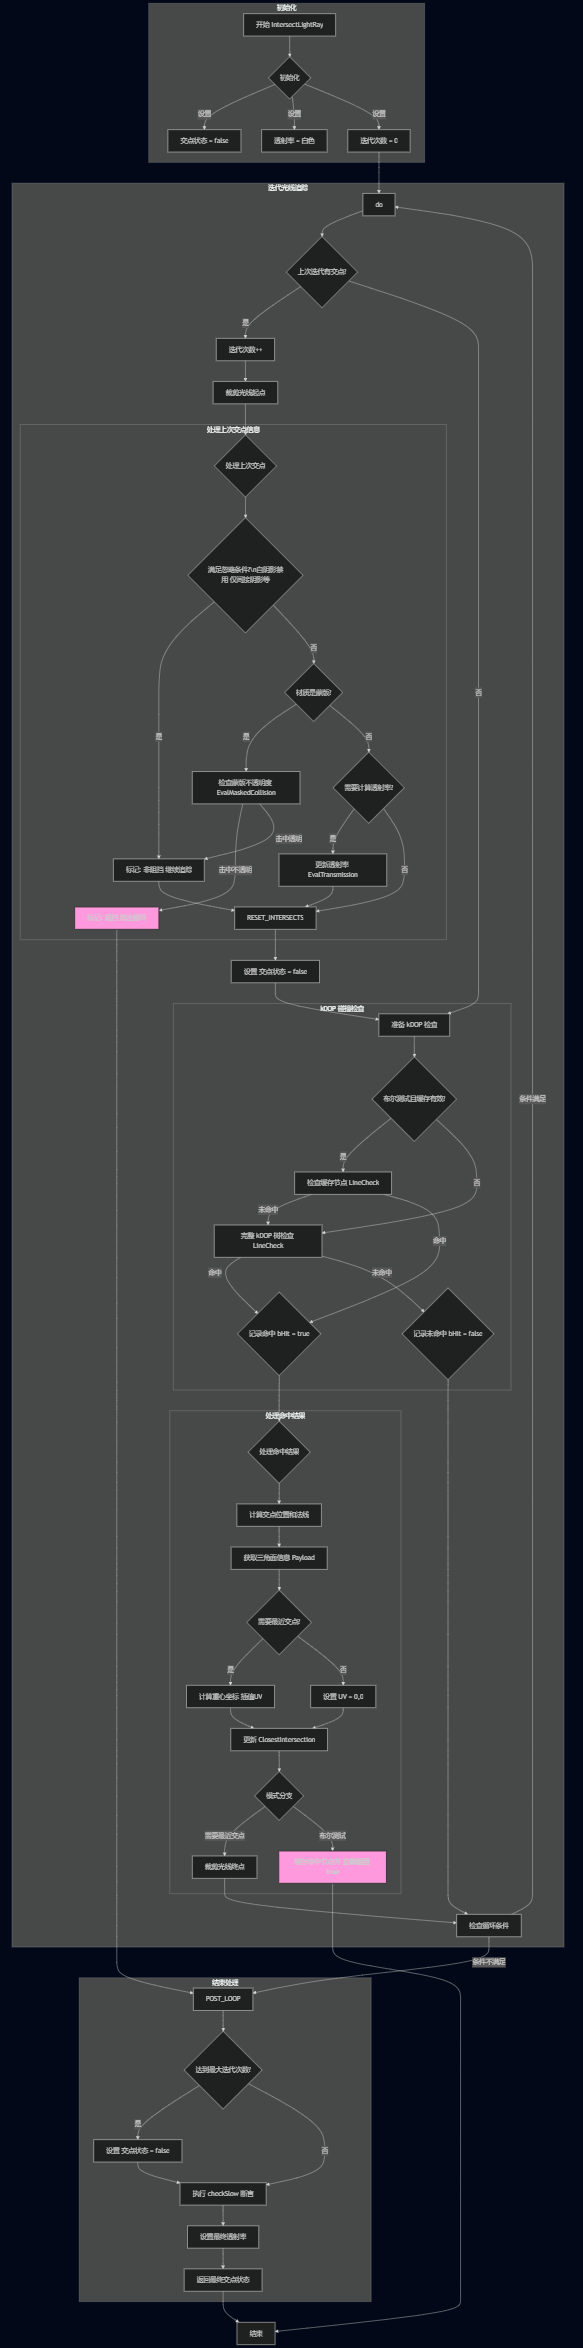 初始化
开始 IntersectLightRay
初始化
设置
设置
设置
交点状态 = false
透射率 = 白色
迭代次数 = 0
迭代光线追踪
do
上次迭代有交点?
是
迭代次数++
裁剪光线起点
处理上次交点信息
处理上次交点
满足忽略条件?\n自阴影禁
用 仅间接阴影等
否
材质是蒙版?
否
是
是
否
检查蒙版不透明度
EvalMaskedCollision
需要计算透射率?
击中透明
是
标记: 非阻挡 继续追踪
击中不透明
更新透射率
EvalTransmission
否
RESET_INTERSECTS
设置 交点状态 = false
kDOP 碰撞检查
准备 kDOP 检查
布尔测试且缓存有效?
条件满足
是
检查缓存节点 LineCheck
否
未命中
完整 kDOP 树检查
LineCheck
命中
命中
未命中
记录命中 bHit = true
记录未命中 bHit = false
处理命中结果
处理命中结果
计算交点位置和法线
获取三角面信息 Payload
需要最近交点?
是
否
计算重心坐标 插值UV
设置 UV = 0,0
更新 ClosestIntersection
模式分支
需要最近交点
布尔测试
裁剪光线终点
true
检查循环条件
条件不满足
结束处理
POST_LOOP
达到最大迭代次数?
是
设置 交点状态 = false
否
执行 checkSlow 断言
设置最终透射率
返回最终交点状态
结束